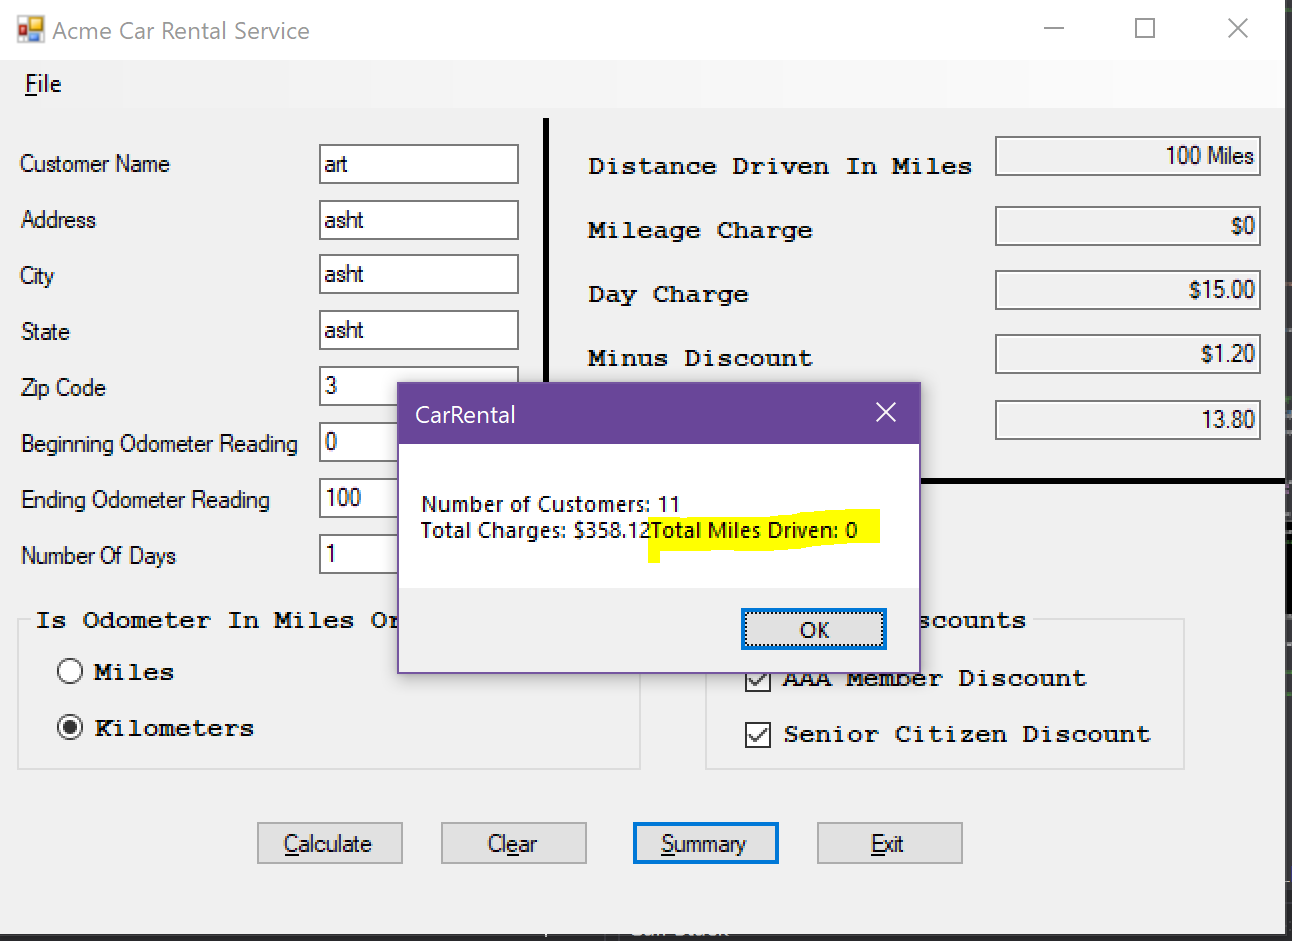 Acme Car Rental Service
File
Customer Name art
Address asht
City asht
State asht
Zip Code 3
Beginning Odometer Reading 0
Ending Odometer Reading 100
Number Of Days 1
Distance Driven In Miles 100 Miles
Mileage Charge $0
Day Charge $15.00
Minus Discount $1.20
13.80
CarRental
Number of Customers: 11
Total Charges: $358.12Total Miles Driven: 0
OK
Is Odometer In Miles Or
Miles
Kilometers
scounts
AAA Member Discount
Senior Citizen Discount
Calculate Clear Summary Exit